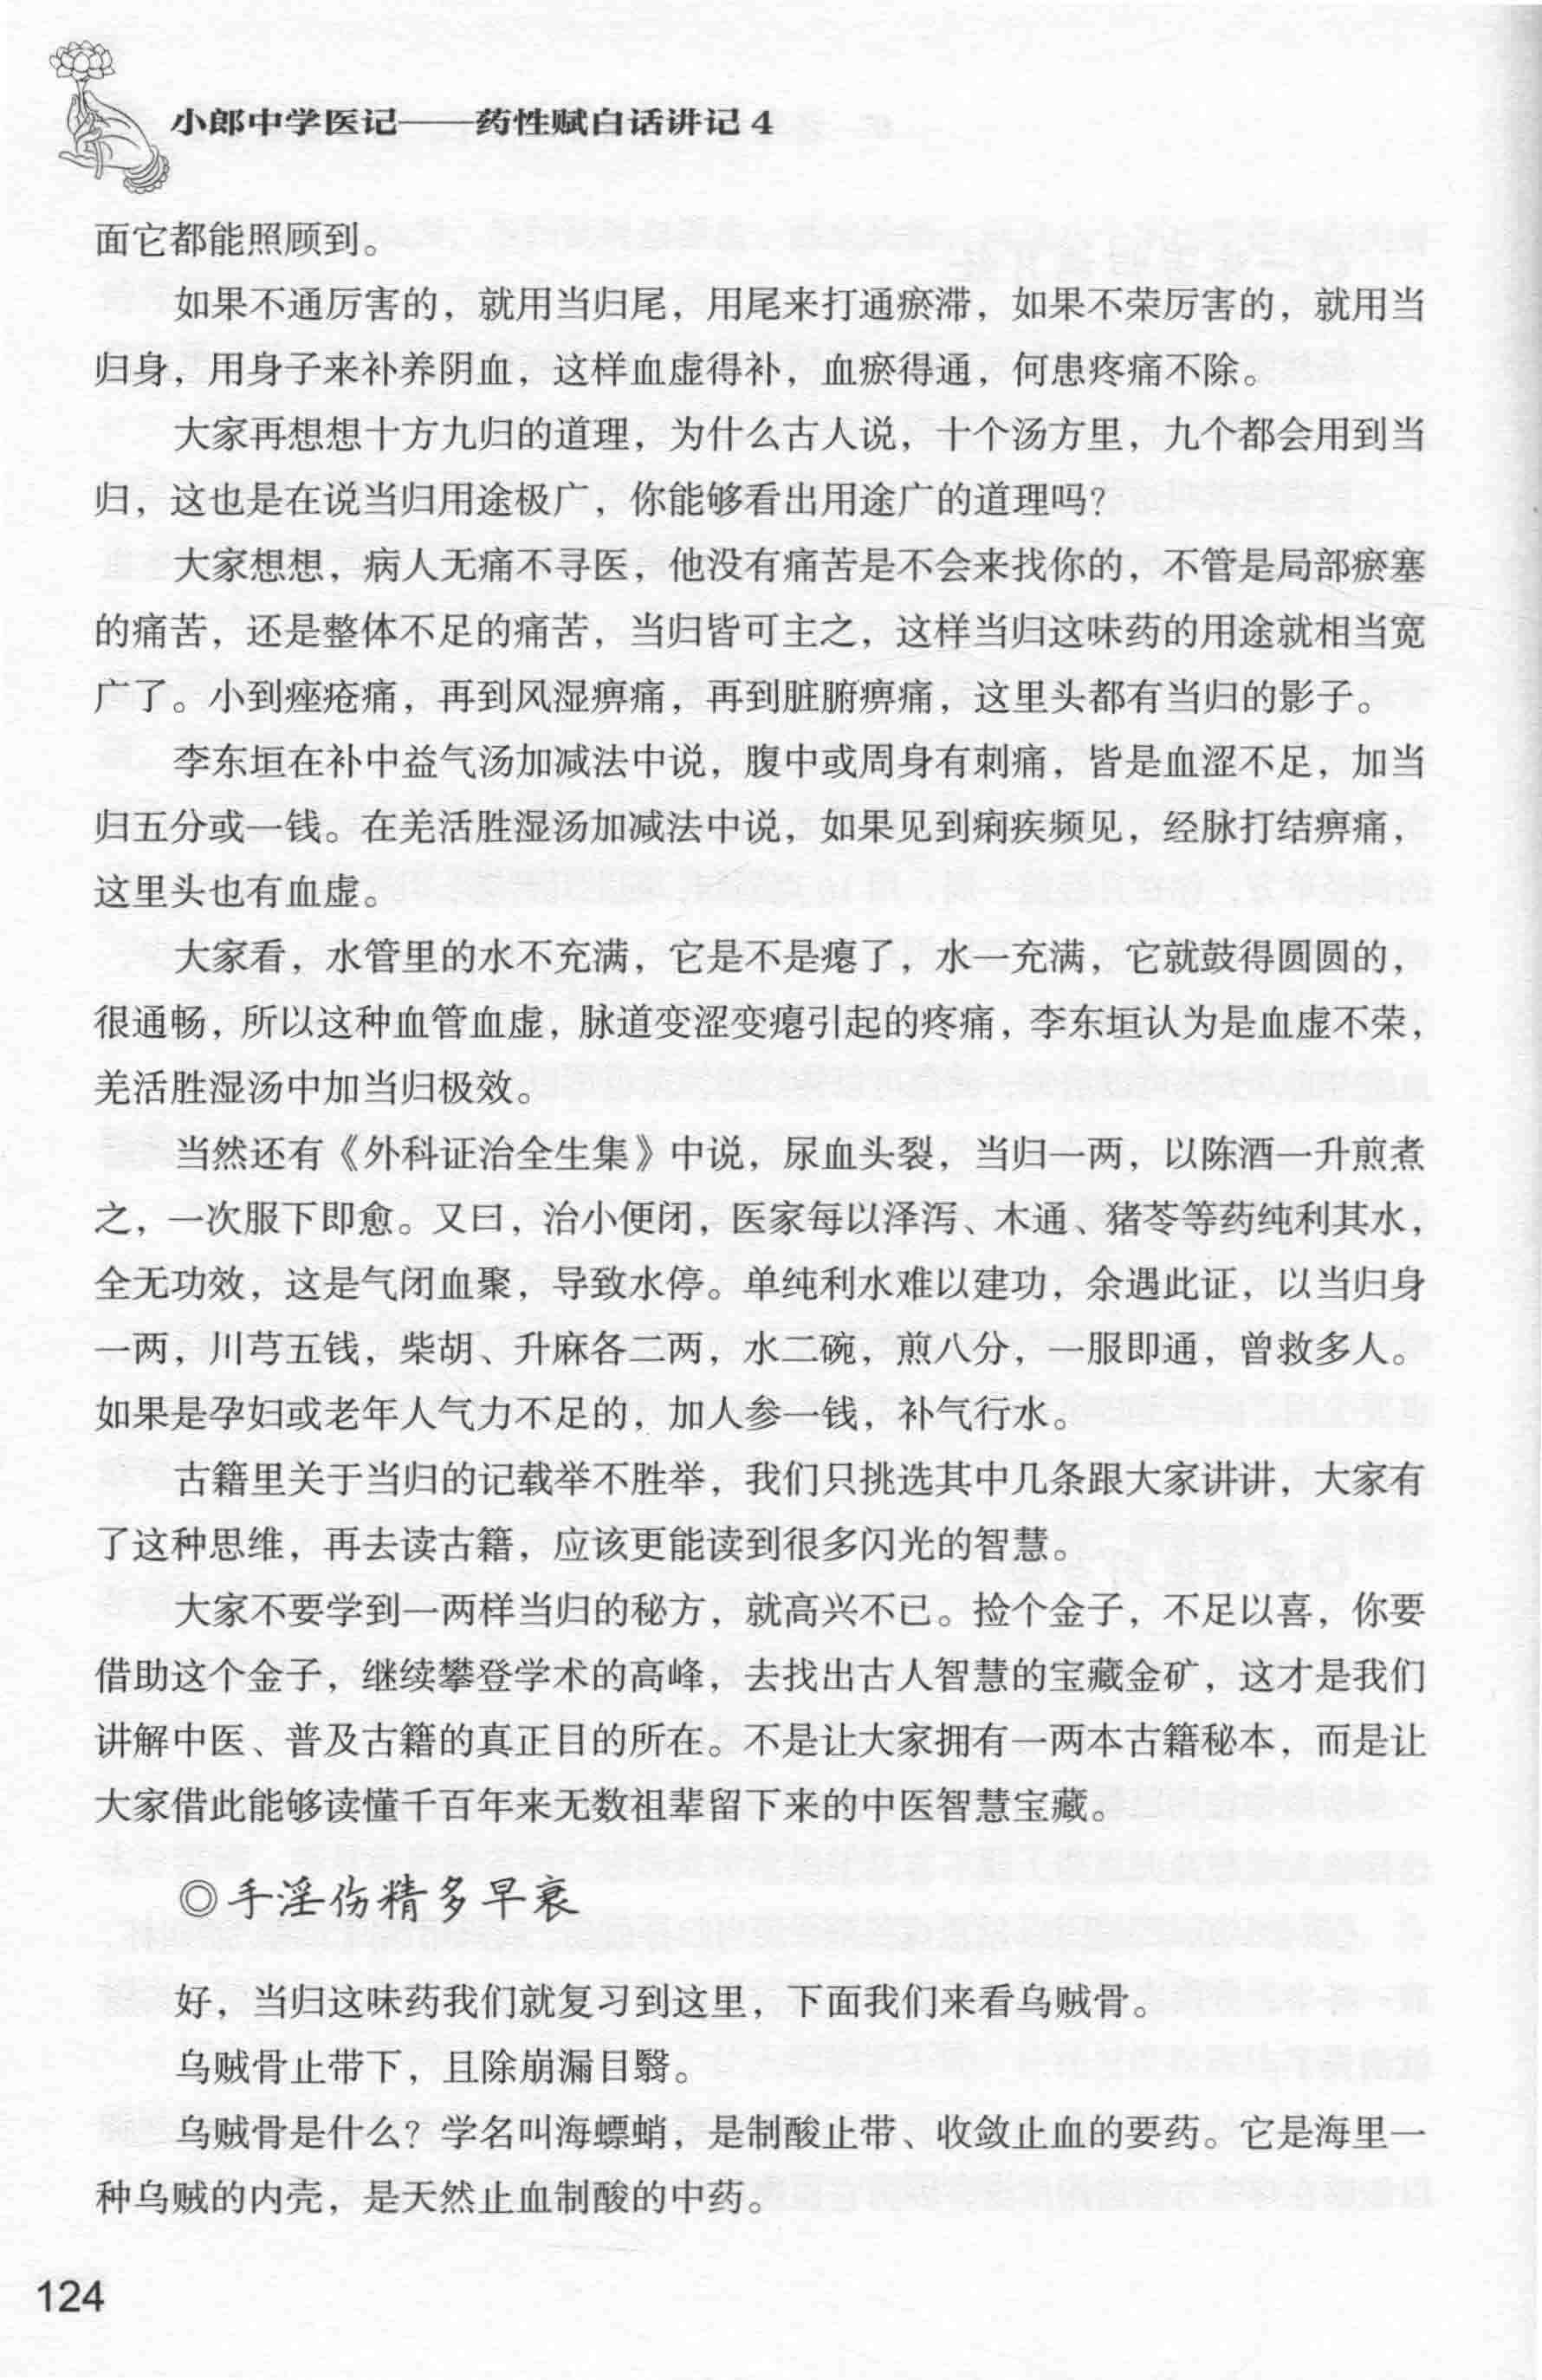 小郎中学医记——药性赋白话讲记4
面它都能照顾到。
如果不通厉害的，就用当归尾，用尾来打通瘀滞，如果不荣厉害的，就用当
归身，用身子来补养阴血，这样血虚得补，血瘀得通，何患疼痛不除。
大家再想想十方九归的道理，为什么古人说，十个汤方里，九个都会用到当
归，这也是在说当归用途极广，你能够看出用途广的道理吗？
大家想想，病人无痛不寻医，他没有痛苦是不会来找你的，不管是局部瘀塞
的痛苦，还是整体不足的痛苦，当归皆可主之，这样当归这味药的用途就相当宽
广了。小到痤疮痛，再到风湿痹痛，再到脏腑痹痛，这里头都有当归的影子。
李东垣在补中益气汤加减法中说，腹中或周身有刺痛，皆是血涩不足，加当
归五分或一钱。在羌活胜湿汤加减法中说，如果见到痢疾频见，经脉打结痹痛，
这里头也有血虚。
大家看，水管里的水不充满，它是不是瘪了，水一充满，它就鼓得圆圆的，
很通畅，所以这种血管血虚，脉道变涩变瘪引起的疼痛，李东垣认为是血虚不荣，
羌活胜湿汤中加当归极效。
当然还有《外科证治全生集》中说，尿血头裂，当归一两，以陈酒一升煎煮
之，一次服下即愈。又曰，治小便闭，医家每以泽泻、木通、猪苓等药纯利其水，
全无功效，这是气闭血聚，导致水停。单纯利水难以建功，余遇此证，以当归身
一两，川芎五钱，柴胡、升麻各二两，水二碗，煎八分，一服即通，曾救多人。
如果是孕妇或老年人气力不足的，加人参一钱，补气行水。
古籍里关于当归的记载举不胜举，我们只挑选其中几条跟大家讲讲，大家有
了这种思维，再去读古籍，应该更能读到很多闪光的智慧。
大家不要学到一两样当归的秘方，就高兴不已。捡个金子，不足以喜，你要
借助这个金子，继续攀登学术的高峰，去找出古人智慧的宝藏金矿，这才是我们
讲解中医、普及古籍的真正目的所在。不是让大家拥有一两本古籍秘本，而是让
大家借此能够读懂千百年来无数祖辈留下来的中医智慧宝藏。
◎手淫伤精多早衰
好，当归这味药我们就复习到这里，下面我们来看乌贼骨。
乌贼骨止带下，且除崩漏目翳。
乌贼骨是什么？学名叫海螵蛸，是制酸止带、收敛止血的要药。它是海里一
种乌贼的内壳，是天然止血制酸的中药。
124